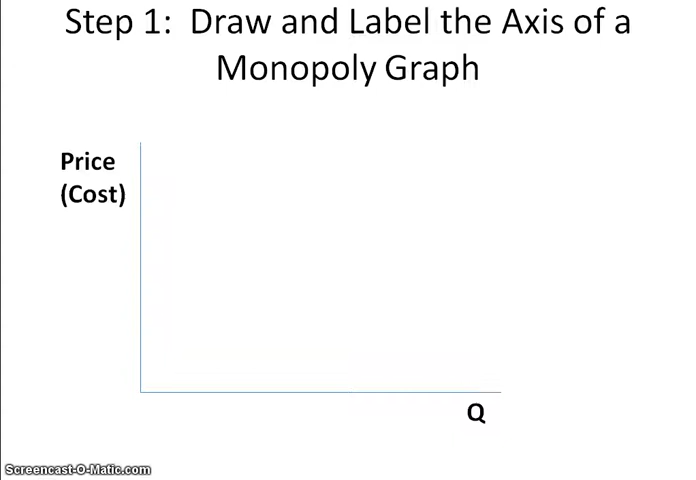 Step 1: Draw and Label the Axis of a
Monopoly Graph
Price
(Cost)
Q
Screencast-O-Matic.com